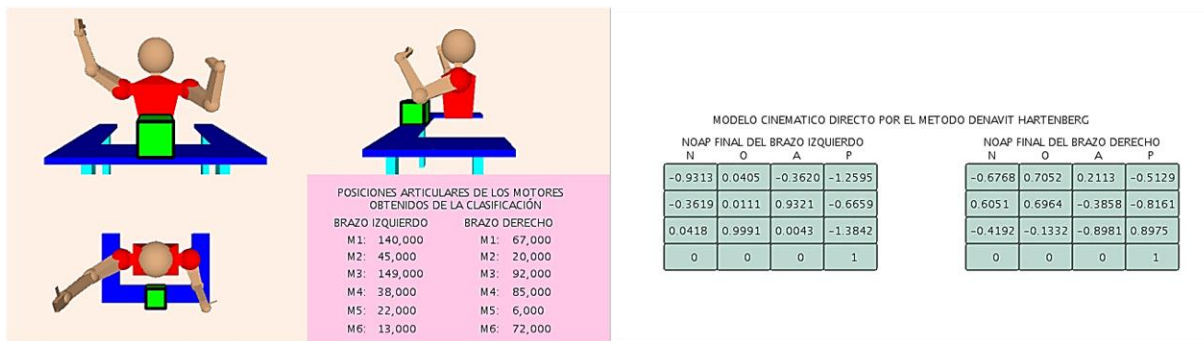 POSICIONES ARTICULARES DE LOS MOTORES
OBTENIDOS DE LA CLASIFICACIÓN
BRAZO IZQUIERDO BRAZO DERECHO
M1: 140,000 M1: 67,000
M2: 45,000 M2: 20,000
M3: 149,000 M3: 92,000
M4: 38,000 M4: 85,000
M5: 22,000 M5: 6,000
M6: 13,000 M6: 72,000
MODELO CINEMATICO DIRECTO POR EL METODO DENAVIT HARTENBERG
NOAP FINAL DEL BRAZO IZQUIERDO NOAP FINAL DEL BRAZO DERECHO
N O A P N O A P
-0.9313 0.0405 -0.3620 -1.2595 -0.6768 0.7052 0.2113 -0.5129
-0.3619 0.0111 0.9321 -0.6659 0.6051 0.6964 -0.3858 -0.8161
0.0418 0.9991 0.0043 -1.3842 -0.4192 -0.1332 -0.8981 0.8975
0 0 0 1 0 0 0 1